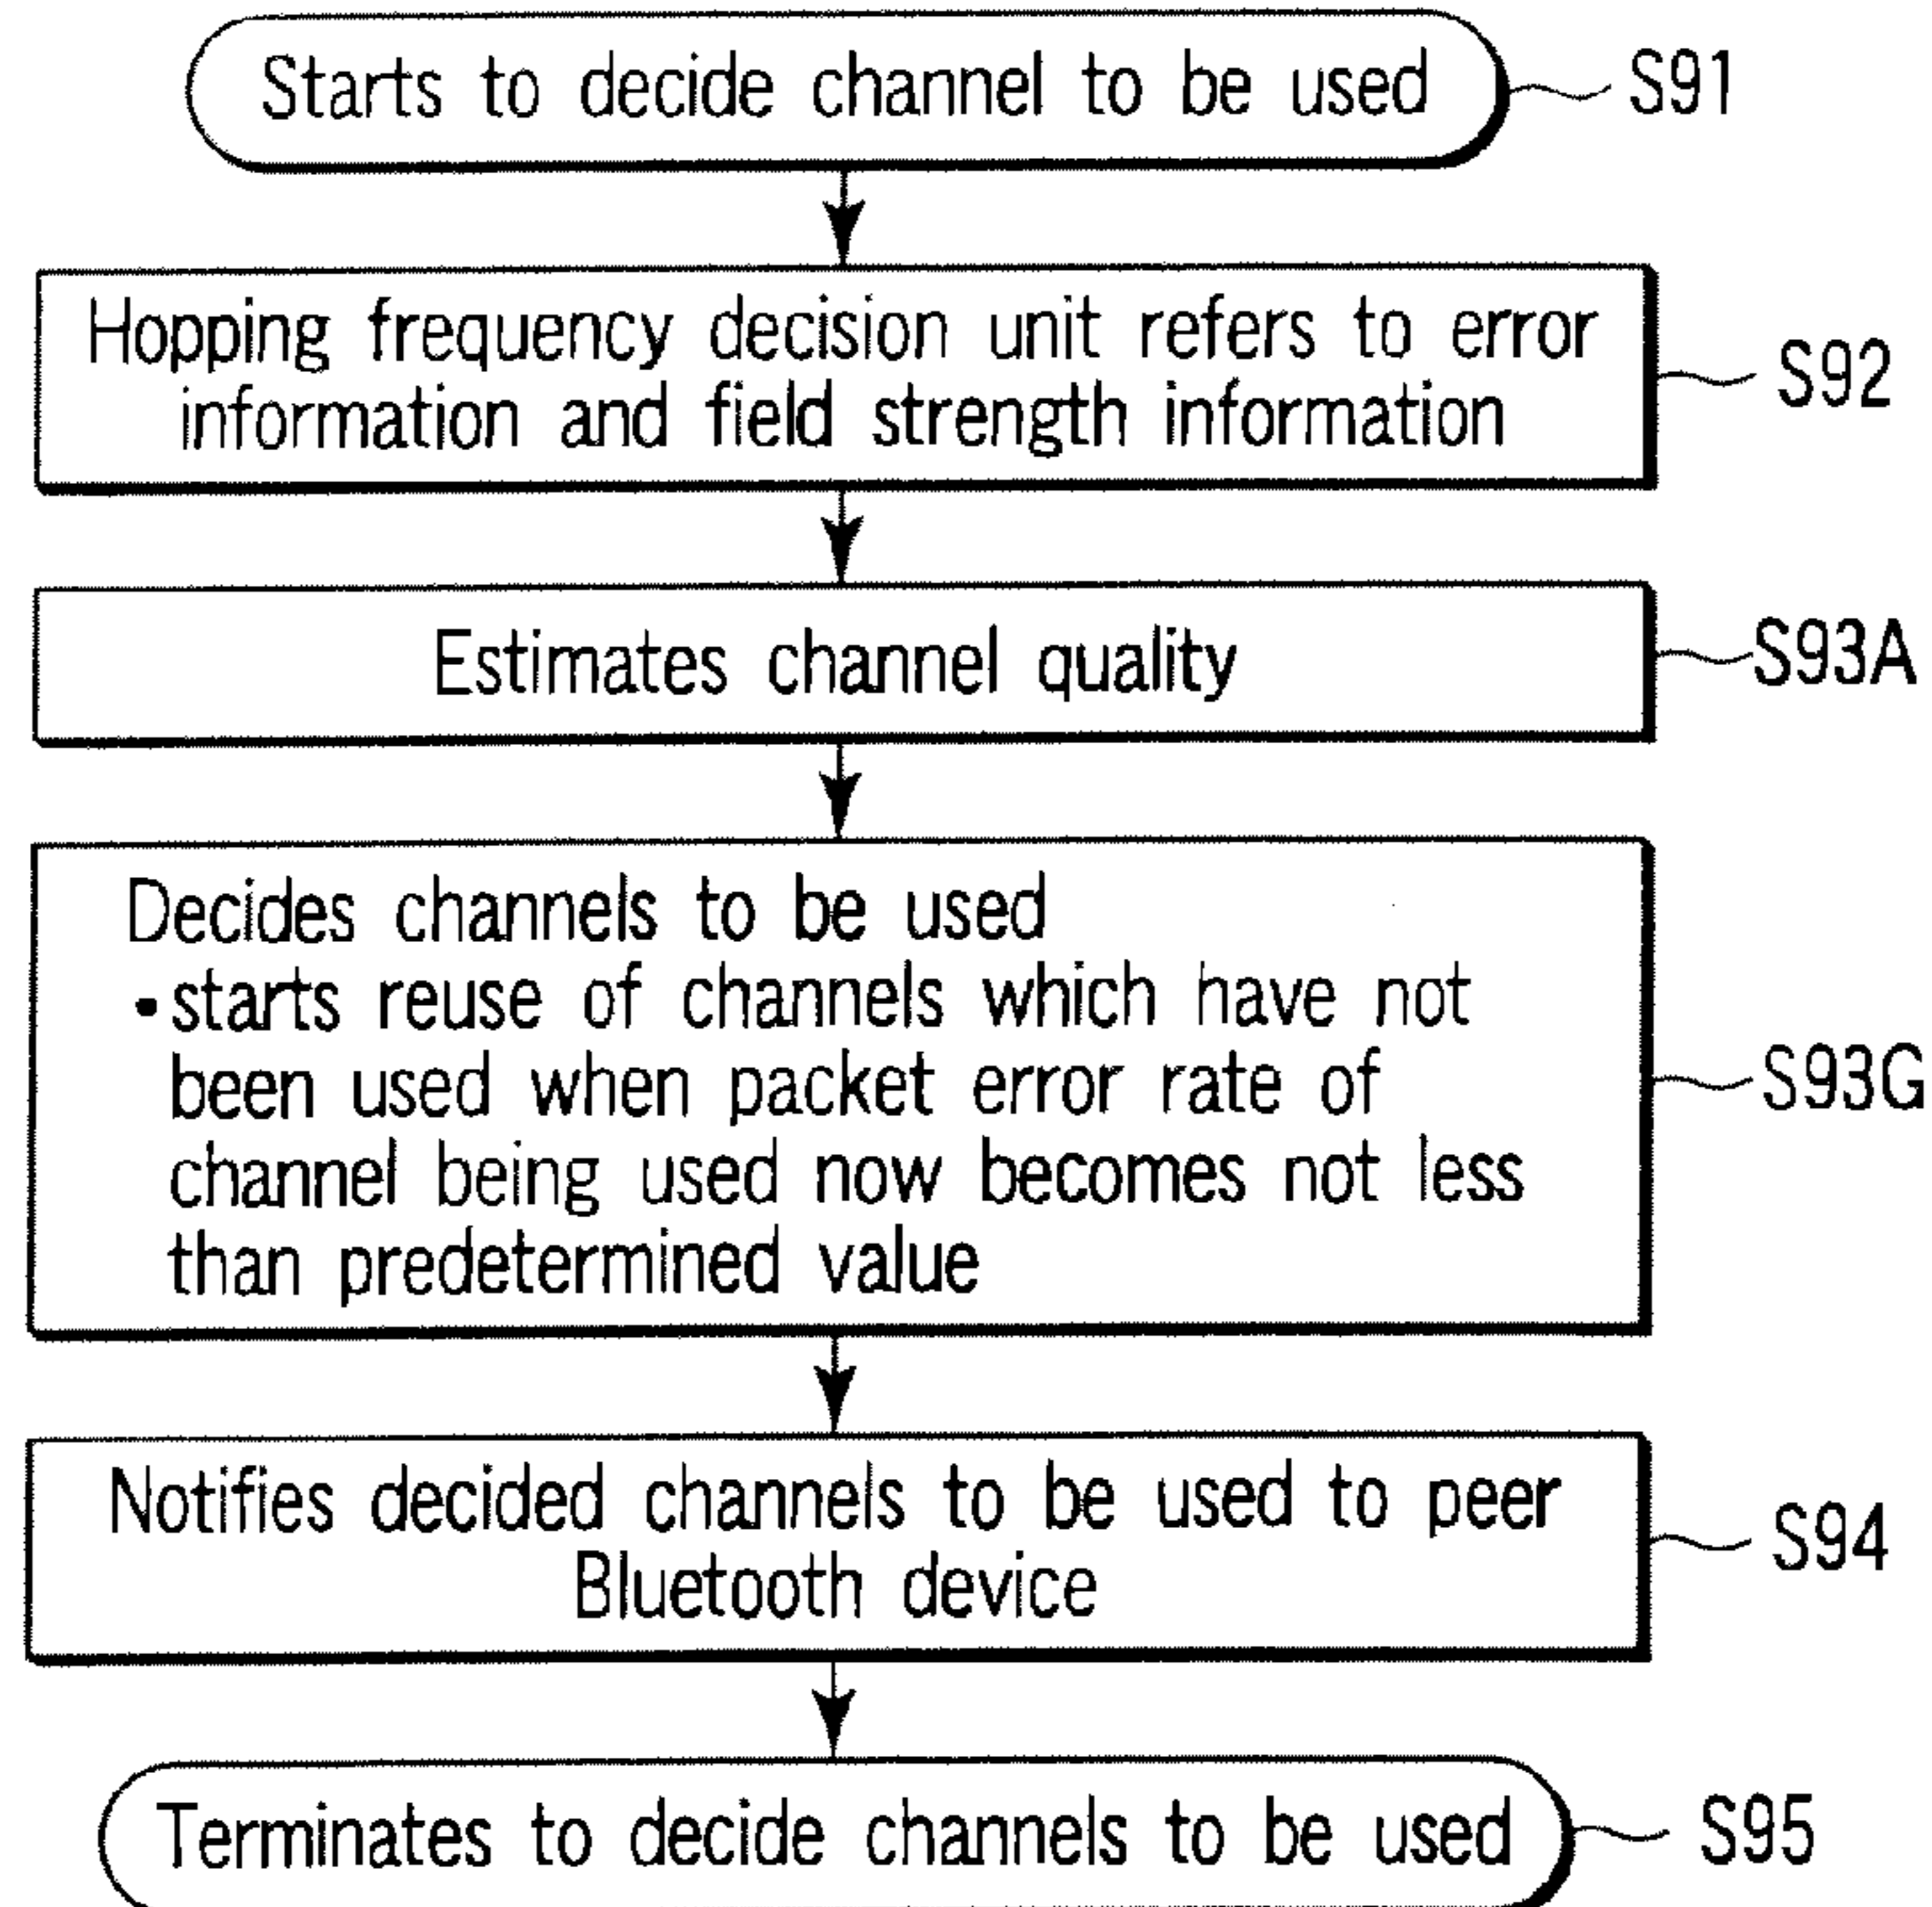 Starts to decide channel to be used
S91
Hopping frequency decision unit refers to error
information and field strength information
S92
Estimates channel quality
S93A
Decides channels to be used
•starts reuse of channels which have not
been used when packet error rate of
channel being used now becomes not less
than predetermined value
S93G
Notifies decided channels to be used to peer
Bluetooth device
S94
Terminates to decide channels to be used
S95